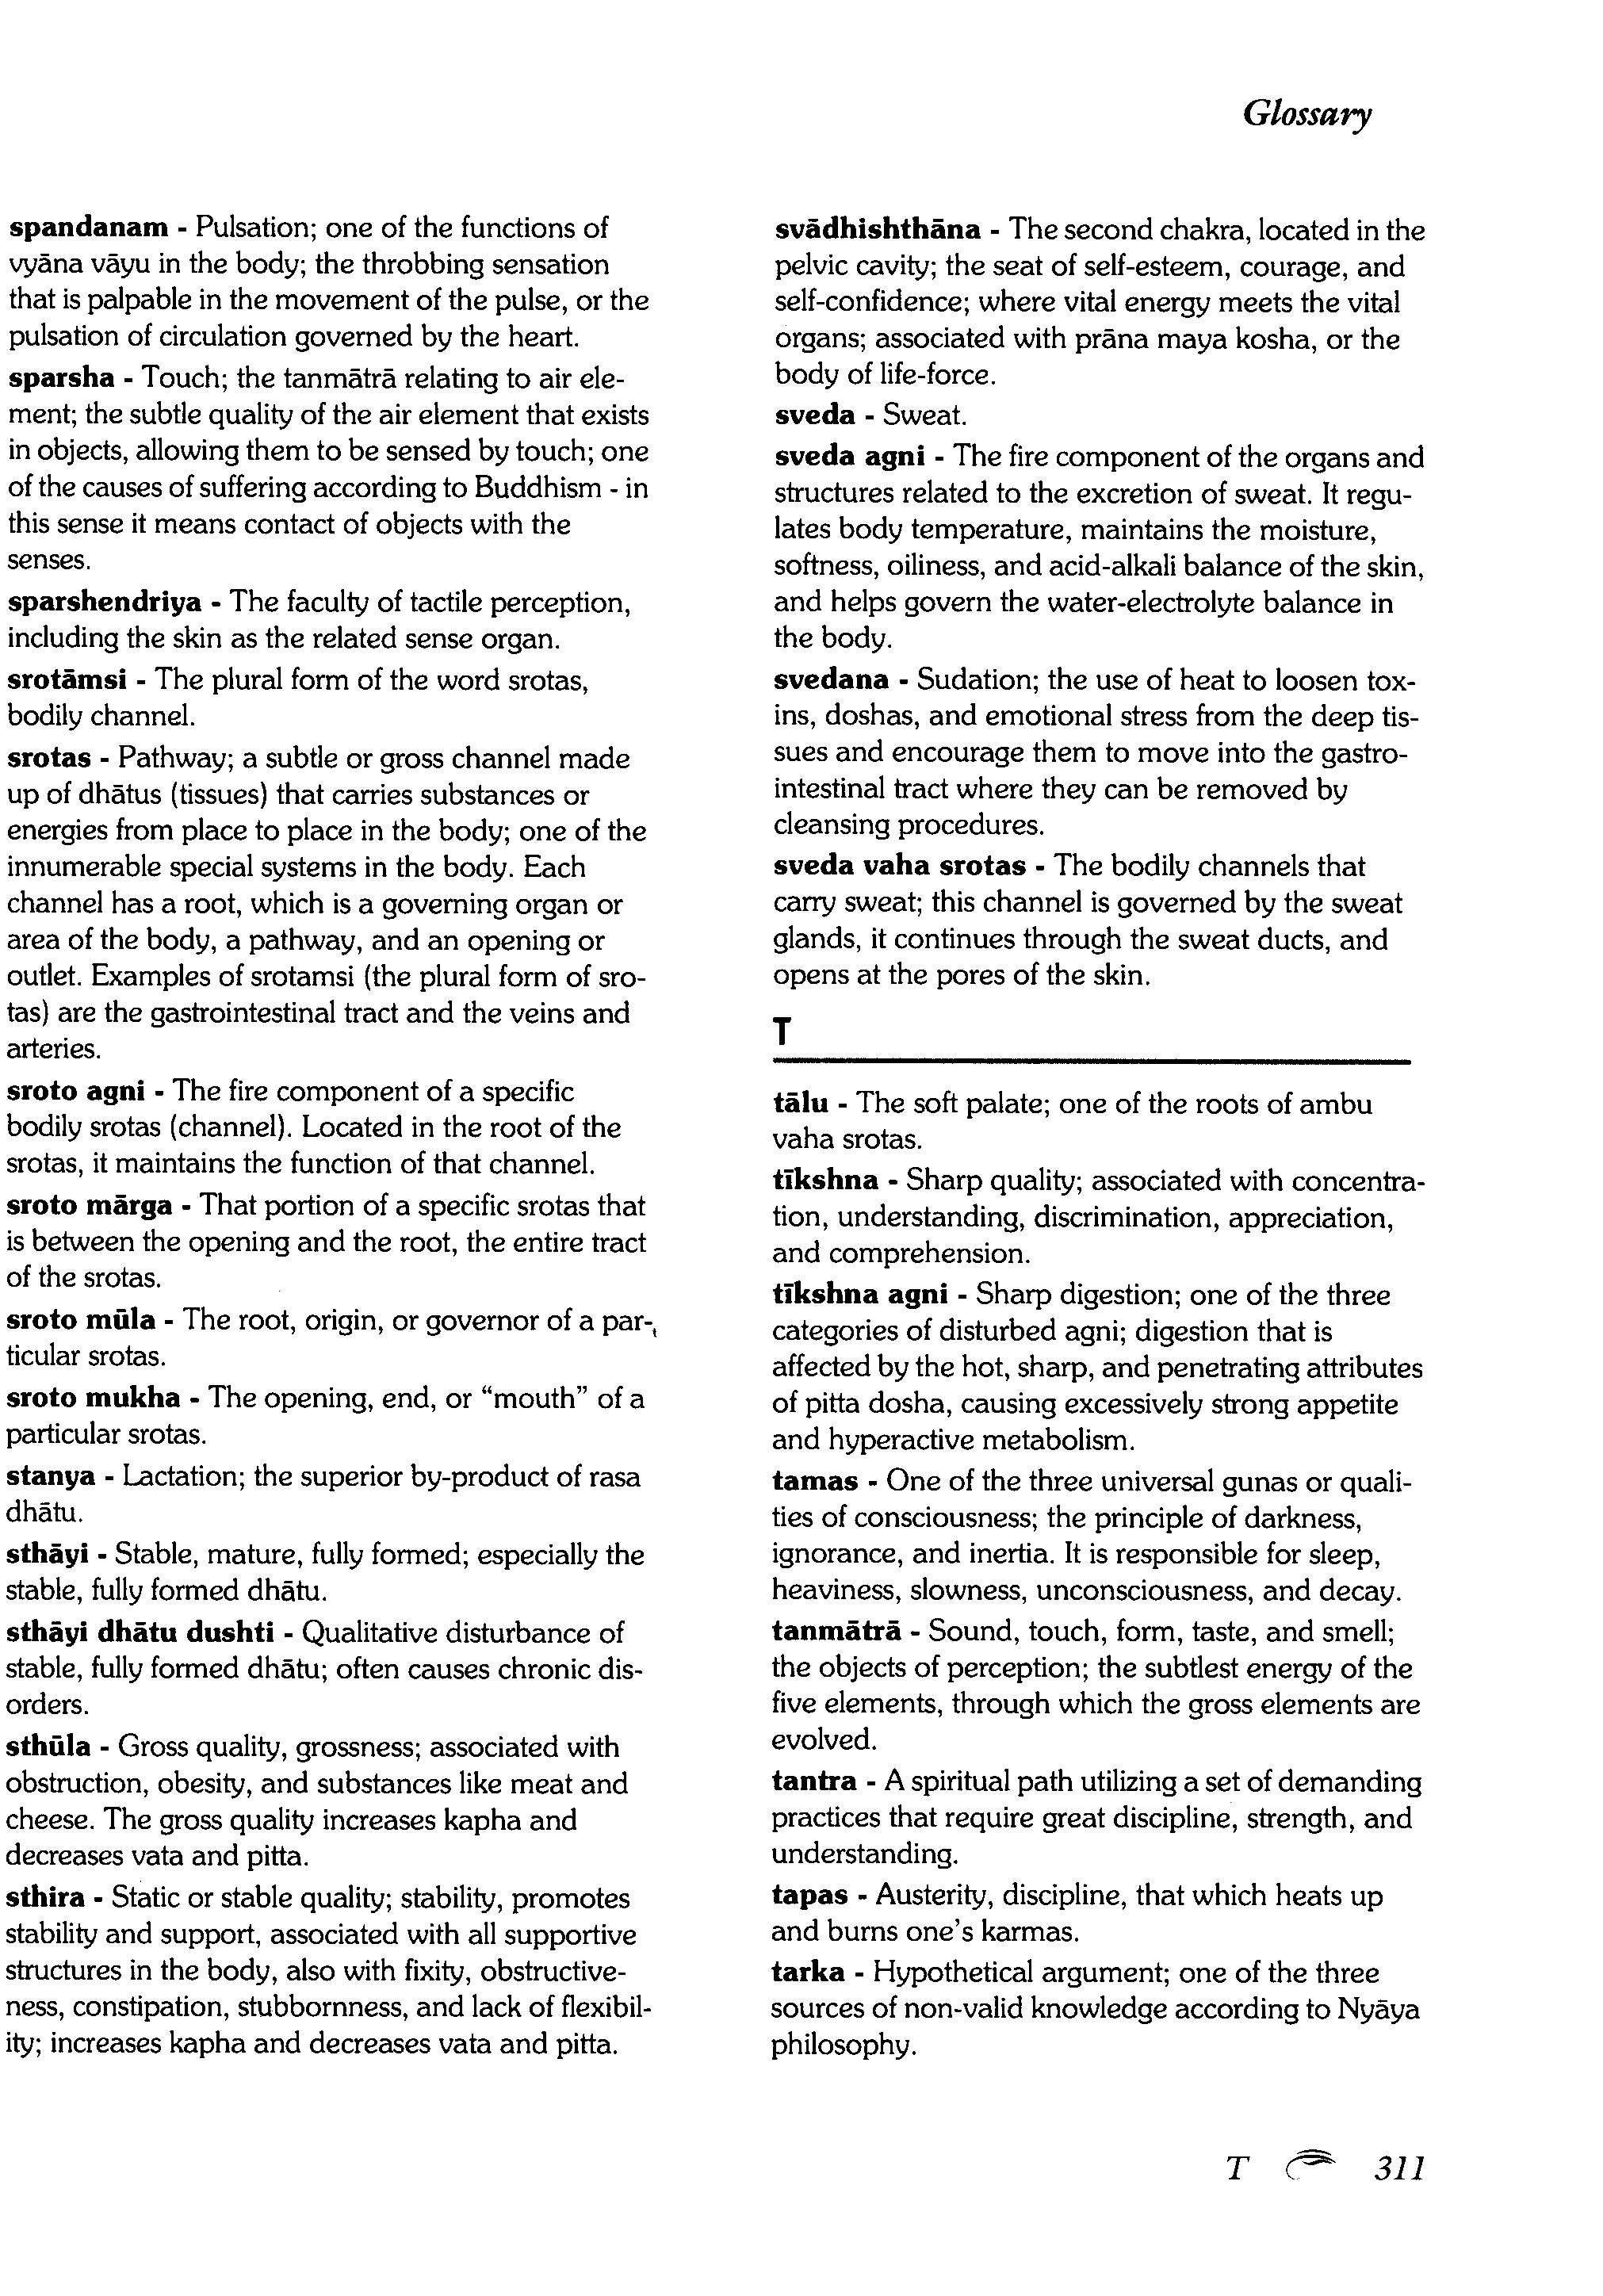 Glossary
spandanam - Pulsation; one of the functions of
vyāna vāyu in the body; the throbbing sensation
that is palpable in the movement of the pulse, or the
pulsation of circulation governed by the heart.
sparsha - Touch; the tanmātrā relating to air ele-
ment; the subtle quality of the air element that exists
in objects, allowing them to be sensed by touch; one
of the causes of suffering according to Buddhism - in
this sense it means contact of objects with the
senses.
sparshendriya - The faculty of tactile perception,
including the skin as the related sense organ.
srotāmsi - The plural form of the word srotas,
bodily channel.
srotas - Pathway; a subtle or gross channel made
up of dhātus (tissues) that carries substances or
energies from place to place in the body; one of the
innumerable special systems in the body. Each
channel has a root, which is a governing organ or
area of the body, a pathway, and an opening or
outlet. Examples of srotamsi (the plural form of sro-
tas) are the gastrointestinal tract and the veins and
arteries.
sroto agni - The fire component of a specific
bodily srotas (channel). Located in the root of the
srotas, it maintains the function of that channel.
sroto mārga - That portion of a specific srotas that
is between the opening and the root, the entire tract
of the srotas.
sroto mūla - The root, origin, or governor of a par-
ticular srotas.
sroto mukha - The opening, end, or “mouth” of a
particular srotas.
stanya - Lactation; the superior by-product of rasa
dhātu.
sthāyi - Stable, mature, fully formed; especially the
stable, fully formed dhātu.
sthāyi dhātu dushti - Qualitative disturbance of
stable, fully formed dhātu; often causes chronic dis-
orders.
sthūla - Gross quality, grossness; associated with
obstruction, obesity, and substances like meat and
cheese. The gross quality increases kapha and
decreases vata and pitta.
sthira - Static or stable quality; stability, promotes
stability and support, associated with all supportive
structures in the body, also with fixity, obstructive-
ness, constipation, stubbornness, and lack of flexibil-
ity; increases kapha and decreases vata and pitta.
svādhishthāna - The second chakra, located in the
pelvic cavity; the seat of self-esteem, courage, and
self-confidence; where vital energy meets the vital
organs; associated with prāna maya kosha, or the
body of life-force.
sveda - Sweat.
sveda agni - The fire component of the organs and
structures related to the excretion of sweat. It regu-
lates body temperature, maintains the moisture,
softness, oiliness, and acid-alkali balance of the skin,
and helps govern the water-electrolyte balance in
the body.
svedana - Sudation; the use of heat to loosen tox-
ins, doshas, and emotional stress from the deep tis-
sues and encourage them to move into the gastro-
intestinal tract where they can be removed by
cleansing procedures.
sveda vaha srotas - The bodily channels that
carry sweat; this channel is governed by the sweat
glands, it continues through the sweat ducts, and
opens at the pores of the skin.
T
tālu - The soft palate; one of the roots of ambu
vaha srotas.
tīkshna - Sharp quality; associated with concentra-
tion, understanding, discrimination, appreciation,
and comprehension.
tīkshna agni - Sharp digestion; one of the three
categories of disturbed agni; digestion that is
affected by the hot, sharp, and penetrating attributes
of pitta dosha, causing excessively strong appetite
and hyperactive metabolism.
tamas - One of the three universal gunas or quali-
ties of consciousness; the principle of darkness,
ignorance, and inertia. It is responsible for sleep,
heaviness, slowness, unconsciousness, and decay.
tanmātrā - Sound, touch, form, taste, and smell;
the objects of perception; the subtlest energy of the
five elements, through which the gross elements are
evolved.
tantra - A spiritual path utilizing a set of demanding
practices that require great discipline, strength, and
understanding.
tapas - Austerity, discipline, that which heats up
and burns one’s karmas.
tarka - Hypothetical argument; one of the three
sources of non-valid knowledge according to Nyāya
philosophy.
T 311